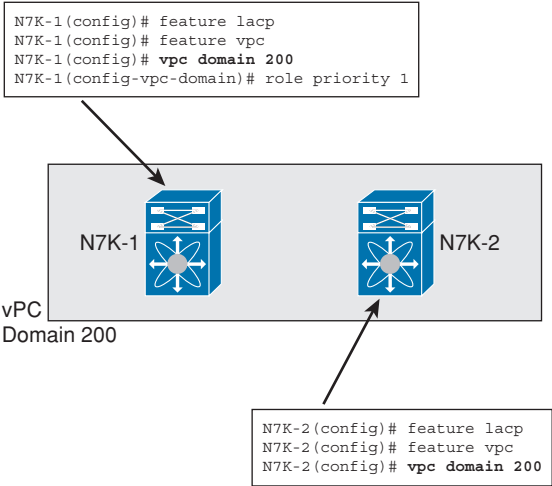 N7K-1(config)# feature lacp
N7K-1(config)# feature vpc
N7K-1(config)# vpc domain 200
N7K-1(config-vpc-domain)# role priority 1
N7K-1
N7K-2
vPC
Domain 200
N7K-2(config)# feature lacp
N7K-2(config)# feature vpc
N7K-2(config)# vpc domain 200